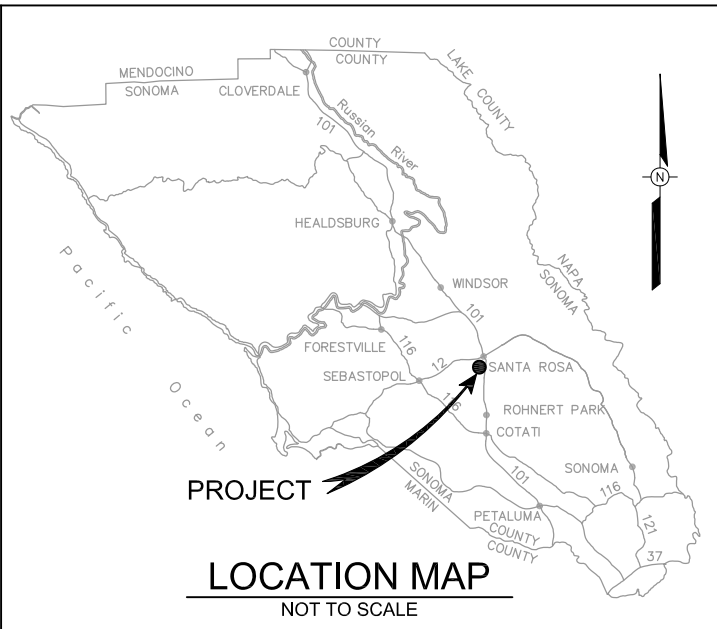 COUNTY
COUNTY
MENDOCINO
SONOMA
CLOVERDALE
LAKE COUNTY
101
Russian
River
N
HEALDSBURG
NAPA
SONOMA
WINDSOR
Pacific
Ocean
101
FORESTVILLE
116
12
SANTA ROSA
SEBASTOPOL
116
ROHNERT PARK
COTATI
PROJECT
SONOMA
MARIN
101
SONOMA
116
PETALUMA
121
COUNTY
COUNTY
37
LOCATION MAP
NOT TO SCALE